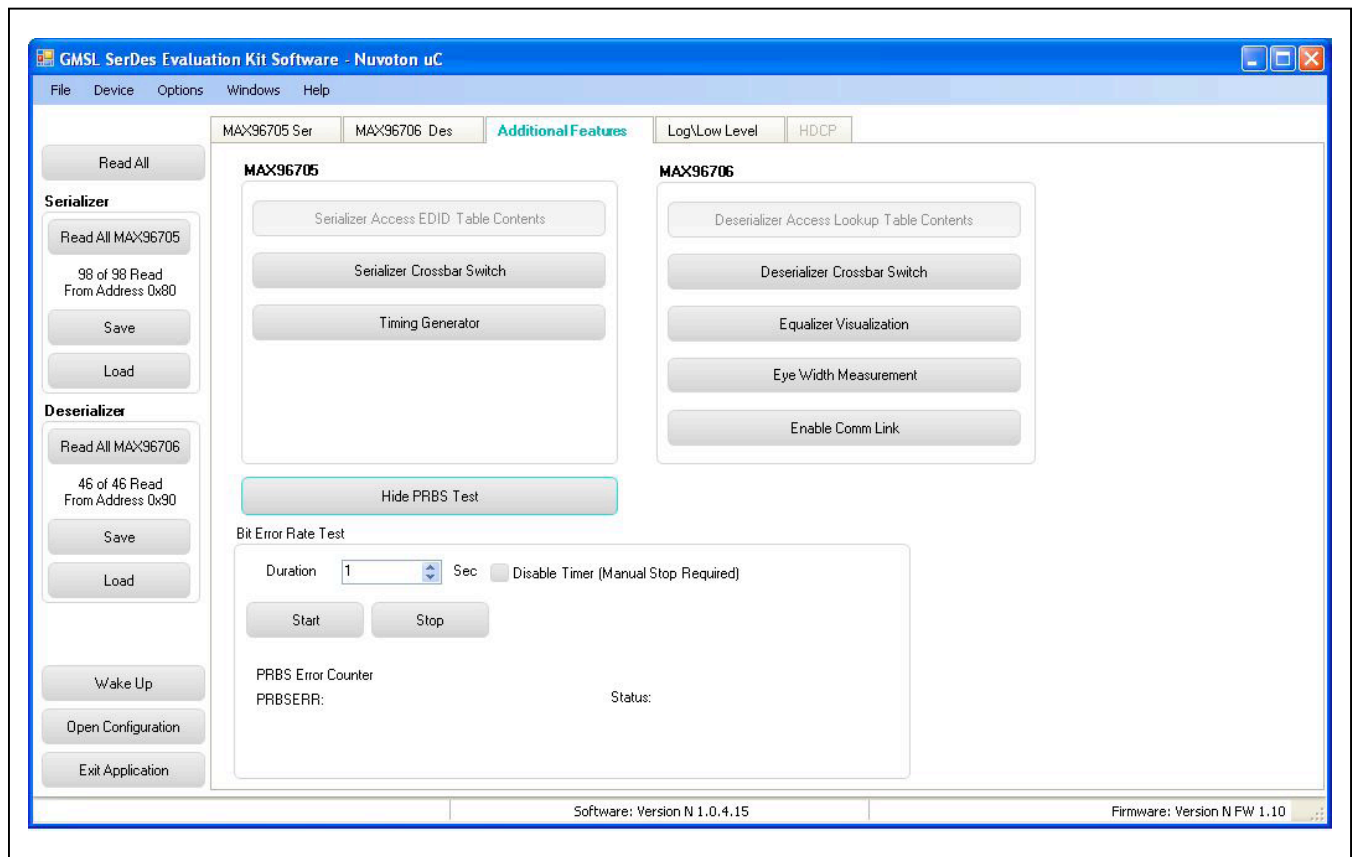 GMSL SerDes Evaluation Kit Software - Nuvoton uC
File Device Options Windows Help
MAX96705 Ser MAX96706 Des Additional Features Log\Low Level HDCP
Read All
Serializer
Read All MAX96705
98 of 98 Read
From Address 0x80
Save
Load
Deserializer
Read All MAX96706
46 of 46 Read
From Address 0x90
Save
Load
Wake Up
Open Configuration
Exit Application
MAX96705
Serializer Access EDID Table Contents
Serializer Crossbar Switch
Timing Generator
MAX96706
Deserializer Access Lookup Table Contents
Deserializer Crossbar Switch
Equalizer Visualization
Eye Width Measurement
Enable Comm Link
Hide PRBS Test
Bit Error Rate Test
Duration 1 Sec Disable Timer (Manual Stop Required)
Start Stop
PRBS Error Counter
PRBSERR: Status:
Software: Version N 1.0.4.15 Firmware: Version N FW 1.10